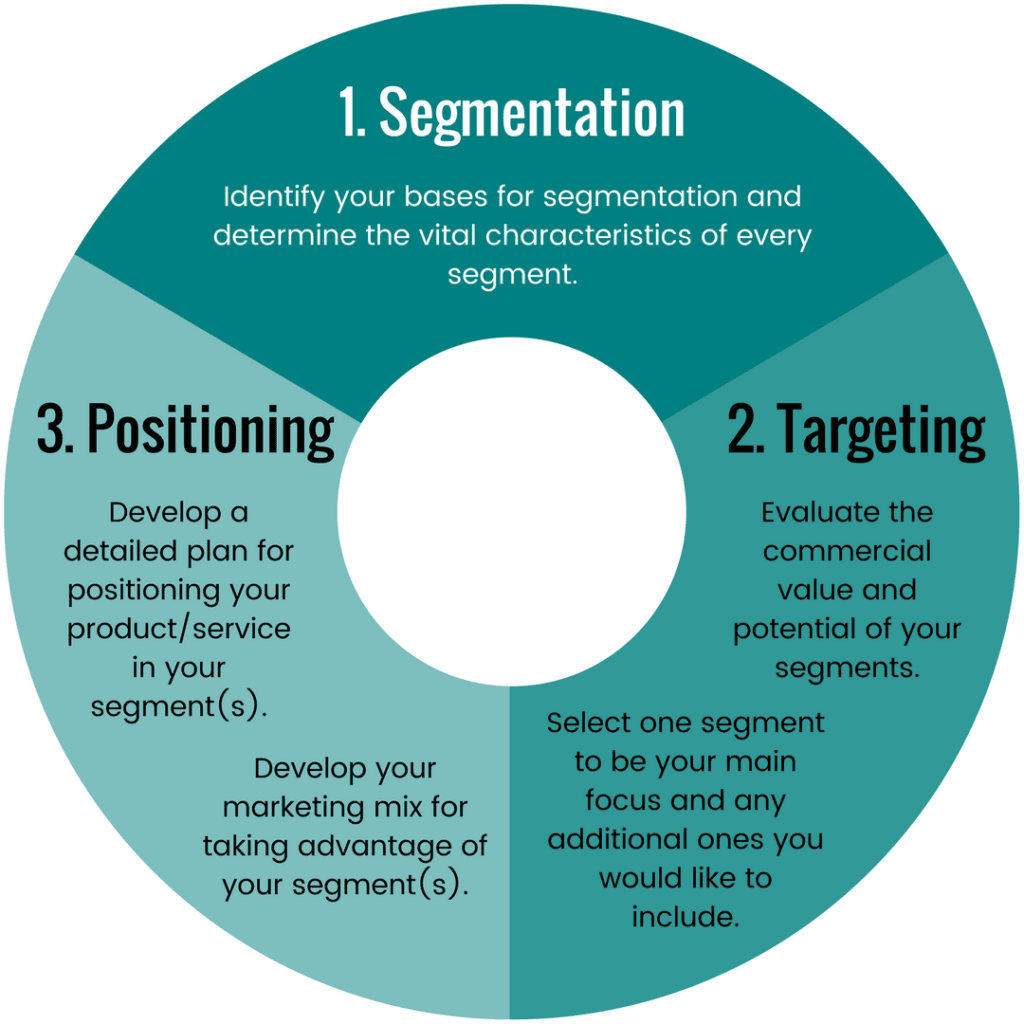 1. Segmentation
Identify your bases for segmentation and
determine the vital characteristics of every
segment.
2. Targeting
Evaluate the
commercial
value and
potential of your
segments.
Select one segment
to be your main
focus and any
additional ones you
would like to
include.
3. Positioning
Develop a
detailed plan for
positioning your
product/service
in your
segment(s).
Develop your
marketing mix for
taking advantage of
your segment(s).